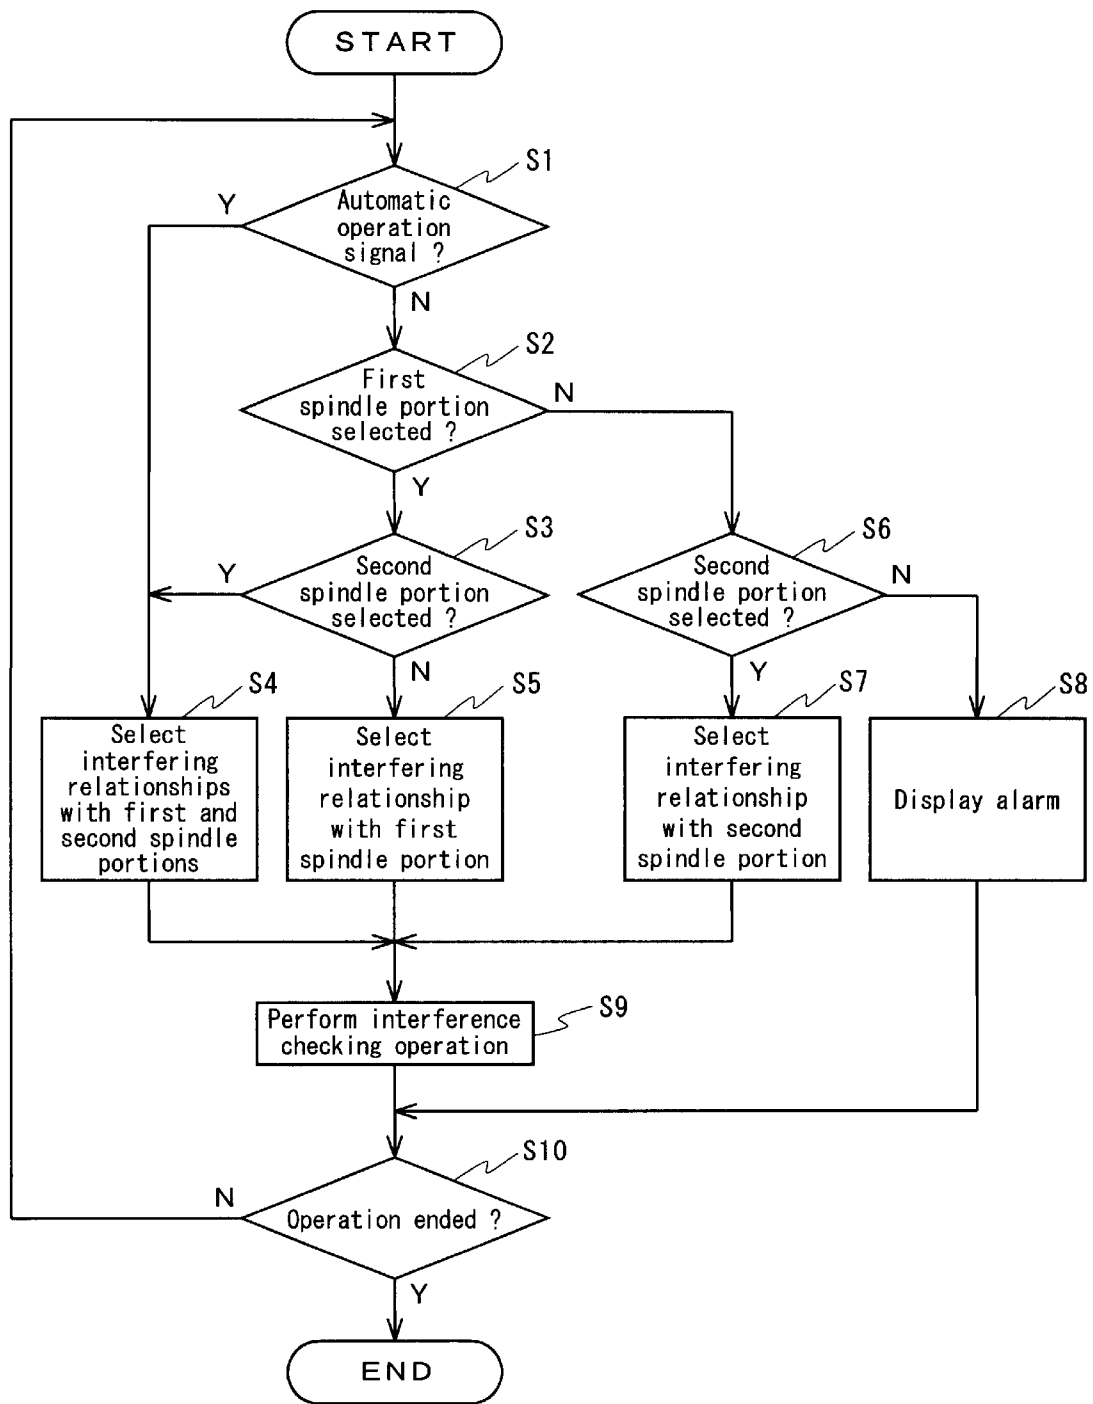 START
S1
Y
Automatic
operation
signal ?
N
S2
First
spindle portion
selected ?
N
Y
S3
Y
Second
spindle portion
selected ?
N
S6
Second
spindle portion
selected ?
N
Y
S4
Select
interfering
relationships
with first and
second spindle
portions
S5
Select
interfering
relationship
with first
spindle portion
S7
Select
interfering
relationship
with second
spindle portion
S8
Display alarm
S9
Perform interference
checking operation
S10
N
Operation ended ?
Y
END